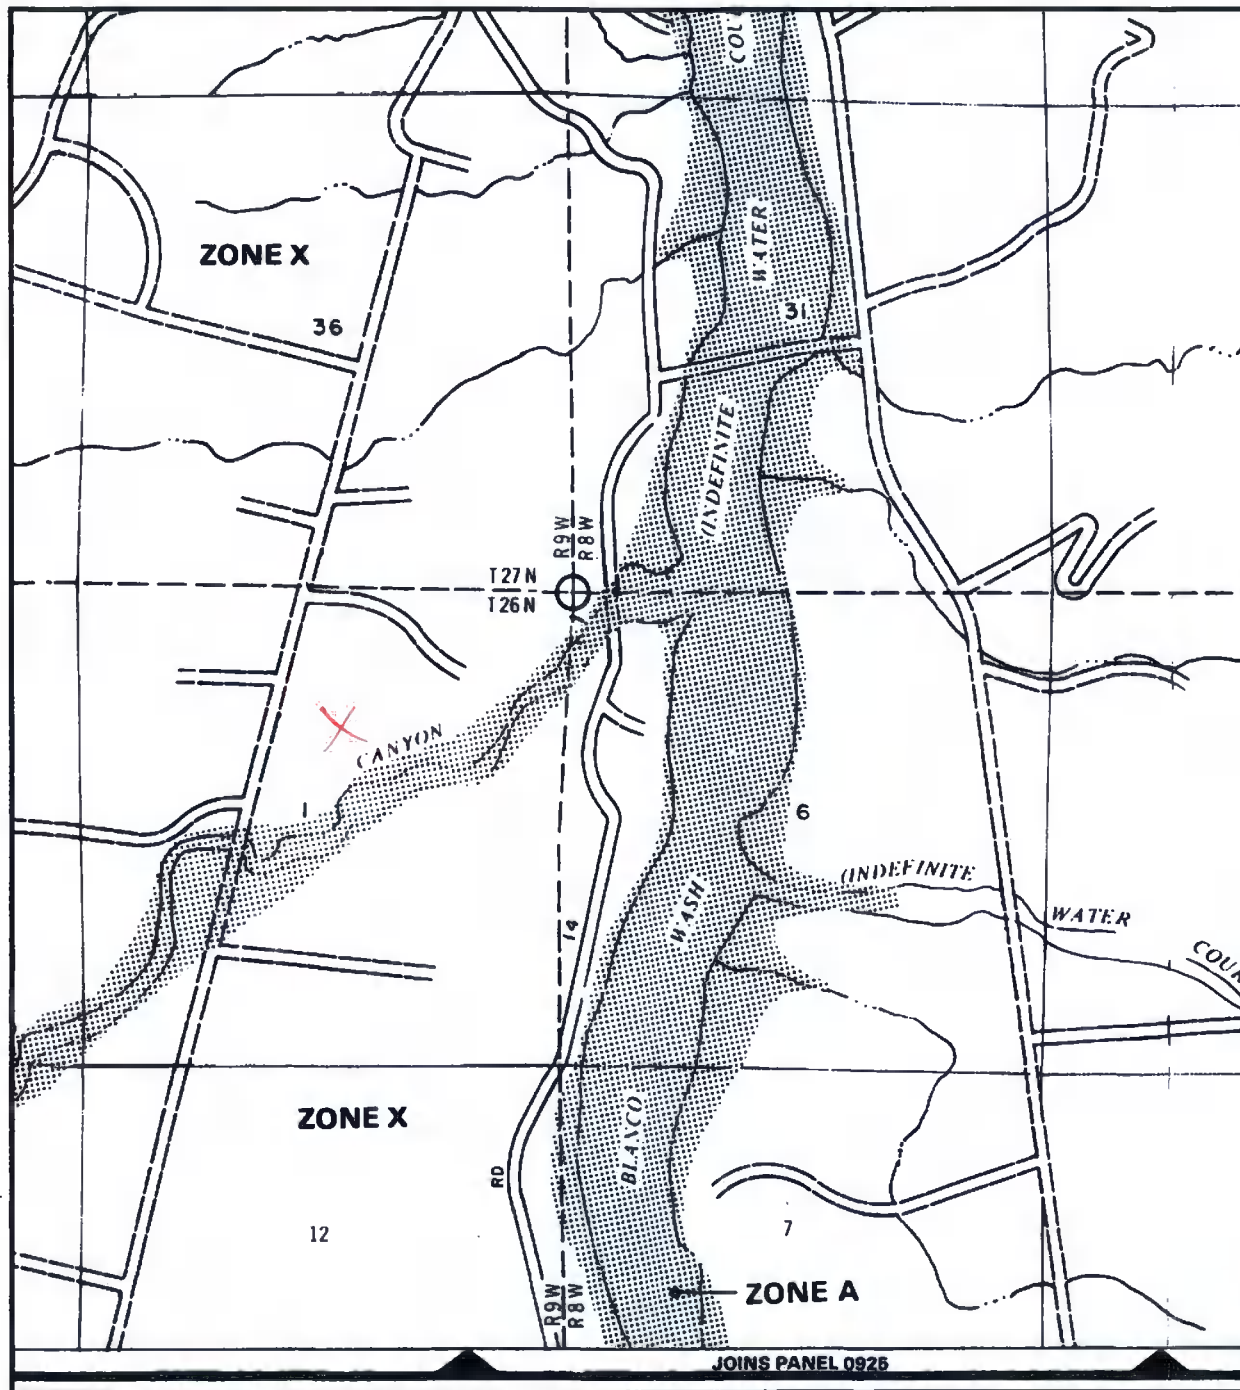 COU
WATER
ZONE X
36
31
(INDEFINITE
R9W
R8W
T27N
T26N
CANYON
1
6
(INDEFINITE
WATER
COUR
WASH
14
ZONE X
BLANCO
RD
12
7
R9W
R8W
ZONE A
JOINS PANEL 0925